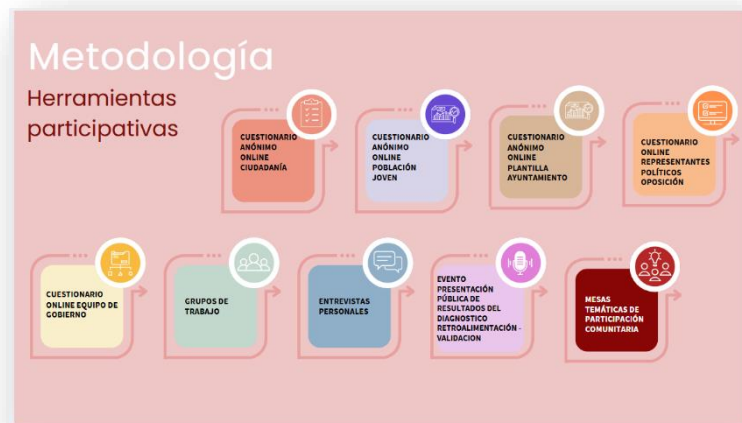 Metodología
Herramientas
participativas
CUESTIONARIO
ANÓNIMO
ONLINE
CIUDADANÍA
CUESTIONARIO
ANÓNIMO
ONLINE
POBLACIÓN
JOVEN
CUESTIONARIO
ANÓNIMO
ONLINE
PLANTILLA
AYUNTAMIENTO
CUESTIONARIO
ONLINE
REPRESENTANTES
POLÍTICOS
OPOSICIÓN
CUESTIONARIO
ONLINE EQUIPO DE
GOBIERNO
GRUPOS DE
TRABAJO
ENTREVISTAS
PERSONALES
EVENTO
PRESENTACIÓN
PÚBLICA DE
RESULTADOS DEL
DIAGNOSTICO
RETROALIMENTACIÓN -
VALIDACION
MESAS
TEMÁTICAS DE
PARTICIPACIÓN
COMUNITARIA